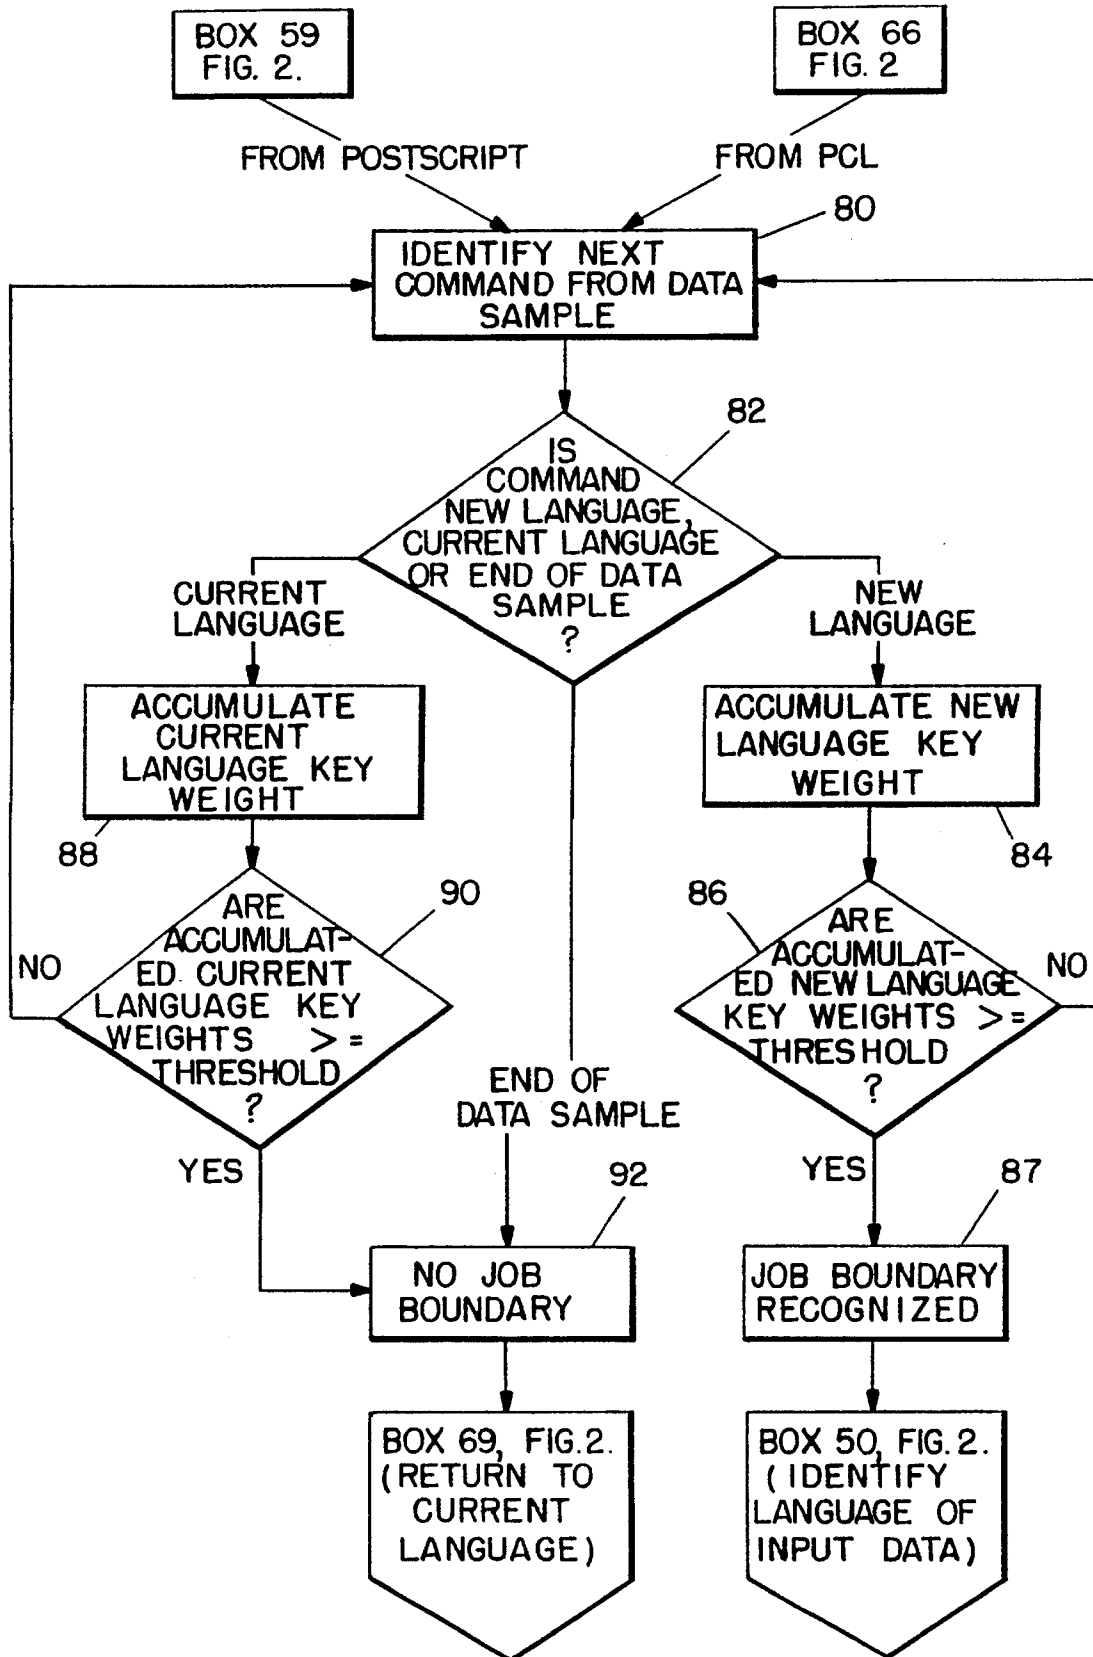 BOX 59
FIG. 2.
BOX 66
FIG. 2
FROM POSTSCRIPT
FROM PCL
80
IDENTIFY NEXT
COMMAND FROM DATA
SAMPLE
82
IS
COMMAND
NEW LANGUAGE,
CURRENT LANGUAGE
OR END OF DATA
SAMPLE
?
CURRENT
LANGUAGE
NEW
LANGUAGE
ACCUMULATE
CURRENT
LANGUAGE KEY
WEIGHT
88
ACCUMULATE NEW
LANGUAGE KEY
WEIGHT
84
90
ARE
ACCUMULAT-
ED CURRENT
LANGUAGE KEY
WEIGHTS >=
THRESHOLD
?
NO
YES
86
ARE
ACCUMULAT-
ED NEW LANGUAGE
KEY WEIGHTS >=
THRESHOLD
?
NO
YES
END OF
DATA SAMPLE
92
NO JOB
BOUNDARY
87
JOB BOUNDARY
RECOGNIZED
BOX 69, FIG.2.
(RETURN TO
CURRENT
LANGUAGE)
BOX 50, FIG.2.
(IDENTIFY
LANGUAGE OF
INPUT DATA)